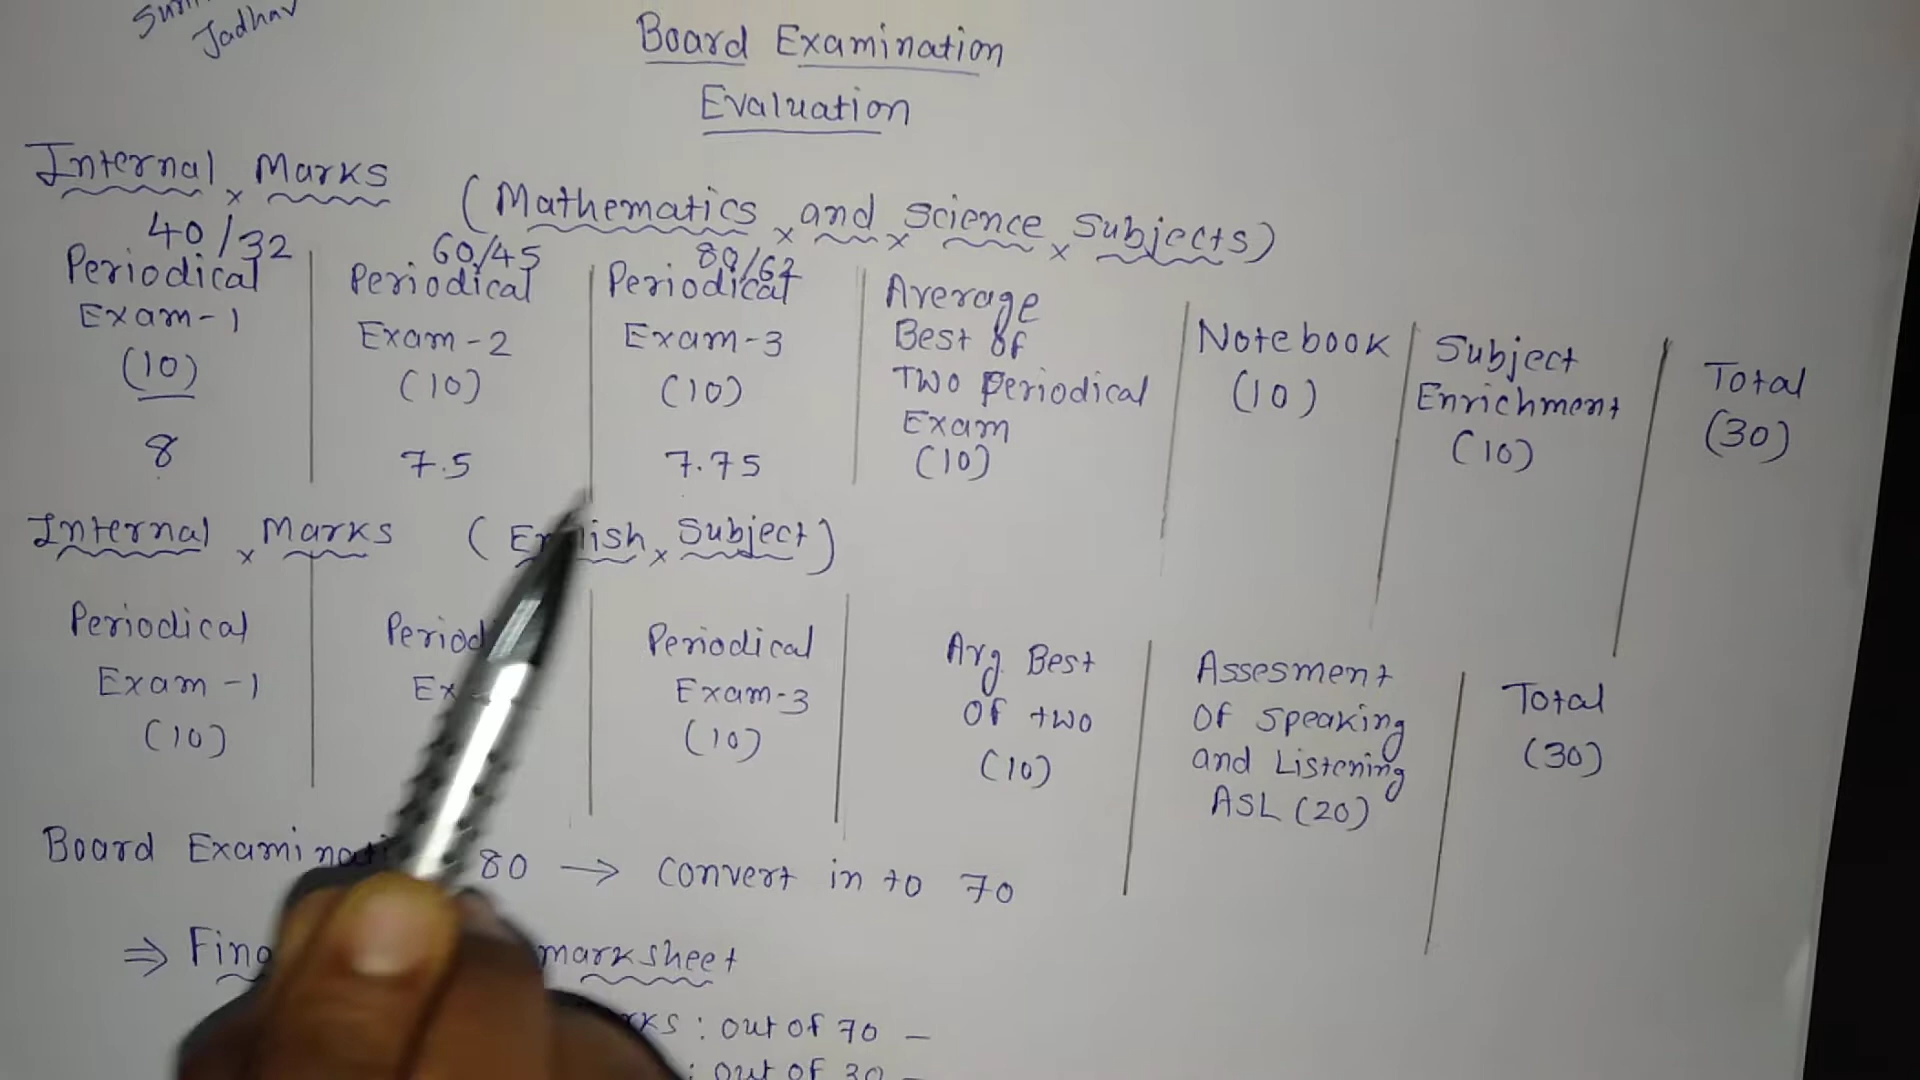 Jadhav
Board Examination
Evaluation
Internal Marks (Mathematics and Science Subjects)
40/32
Periodical
Exam-1
(10)
8
60/45
Periodical
Exam-2
(10)
7.5
80/62
Periodical
Exam-3
(10)
7.75
Average
Best Of
Two Periodical
Exam
(10)
Notebook
(10)
Subject
Enrichment
(10)
Total
(30)
Internal Marks (English Subject)
Periodical
Exam-1
(10)
Periodical
Exam-3
(10)
Avg. Best
Of two
(10)
Assesment
Of Speaking
and Listening
ASL (20)
Total
(30)
Board 80 → Convert in to 70
⇒ marksheet
: out of 70 –
: out of 30 –